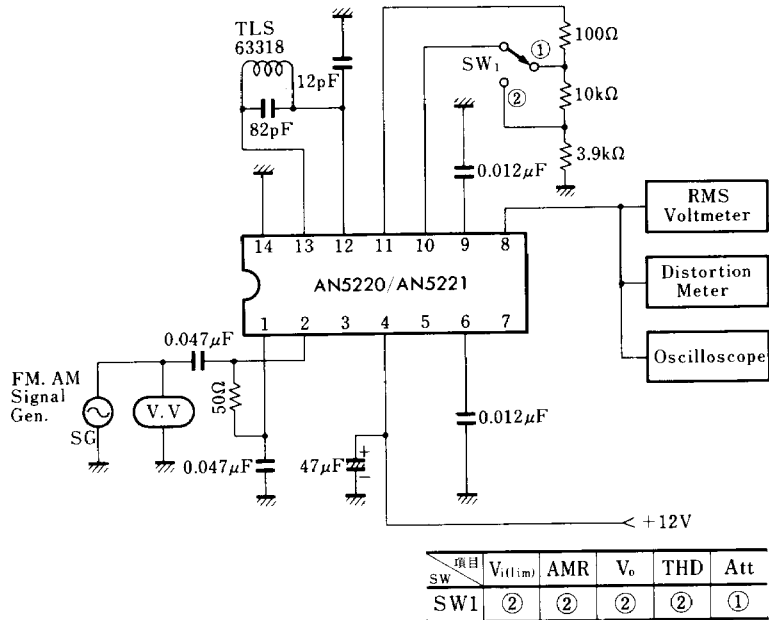 TLS
63318
12pF
82pF
100Ω
SW₁
①
②
10kΩ
3.9kΩ
0.012μF
RMS
Voltmeter
Distortion
Meter
Oscilloscope
14 13 12 11 10 9 8
AN5220/AN5221
1 2 3 4 5 6 7
0.047μF
FM. AM
Signal
Gen.
SG
V.V
50Ω
0.047μF
47μF
+
−
0.012μF
+12V
項目 Vi(lim) AMR Vo THD Att
SW
SW1 ② ② ② ② ①